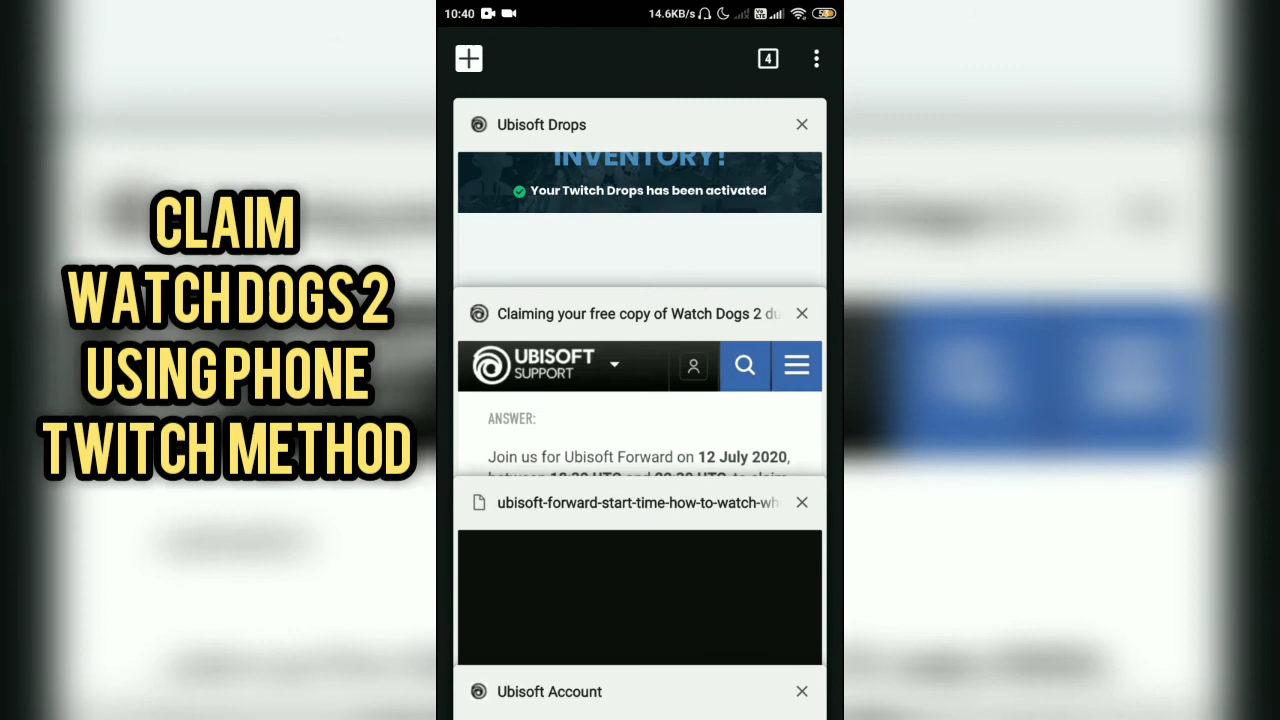 10:40
14.6KB/s
4
Ubisoft Drops
INVENTORY!
Your Twitch Drops has been activated
Claiming your free copy of Watch Dogs 2
UBISOFT
SUPPORT
ANSWER:
Join us for Ubisoft Forward on 12 July 2020,
ubisoft-forward-start-time-how-to-watch-
Ubisoft Account
CLAIM
WATCH DOGS 2
USING PHONE
TWITCH METHOD